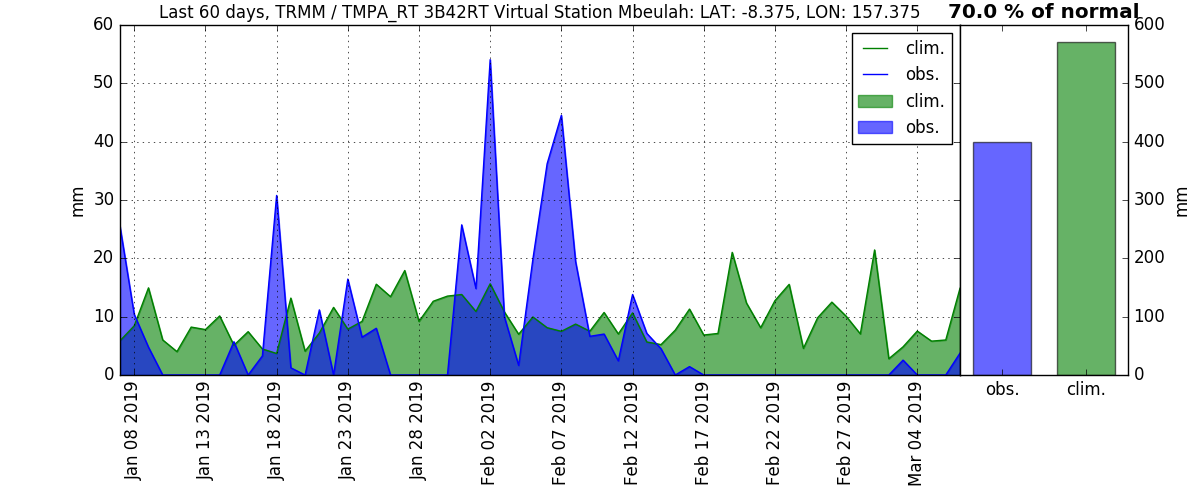 Last 60 days, TRMM / TMPA_RT 3B42RT Virtual Station Mbeulah: LAT: -8.375, LON: 157.375
70.0 % of normal
60
50
40
30
20
10
0
mm
clim.
obs.
clim.
obs.
Jan 08 2019
Jan 13 2019
Jan 18 2019
Jan 23 2019
Jan 28 2019
Feb 02 2019
Feb 07 2019
Feb 12 2019
Feb 17 2019
Feb 22 2019
Feb 27 2019
Mar 04 2019
600
500
400
300
200
100
0
mm
obs.
clim.